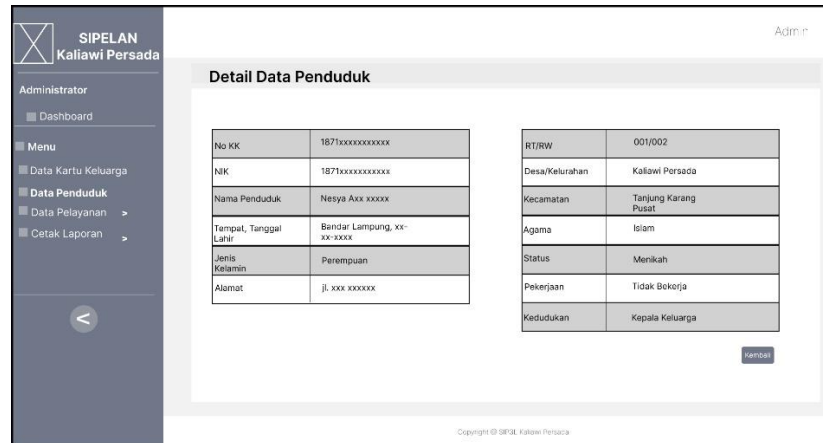 SIPELAN
Kaliawi Persada
Admin
Administrator
Dashboard
Menu
Data Kartu Keluarga
Data Penduduk
Data Pelayanan >
Cetak Laporan >
<
Detail Data Penduduk
No KK 1871xxxxxxxxxxx
NIK 1871xxxxxxxxxxx
Nama Penduduk Nesya Axx xxxxx
Tempat, Tanggal Bandar Lampung, xx-
Lahir xx-xxxx
Jenis Perempuan
Kelamin
Alamat jl. xxx xxxxxx
RT/RW 001/002
Desa/Kelurahan Kaliawi Persada
Kecamatan Tanjung Karang
Pusat
Agama Islam
Status Menikah
Pekerjaan Tidak Bekerja
Kedudukan Kepala Keluarga
Kembali
Copyright © Kaliawi Persada